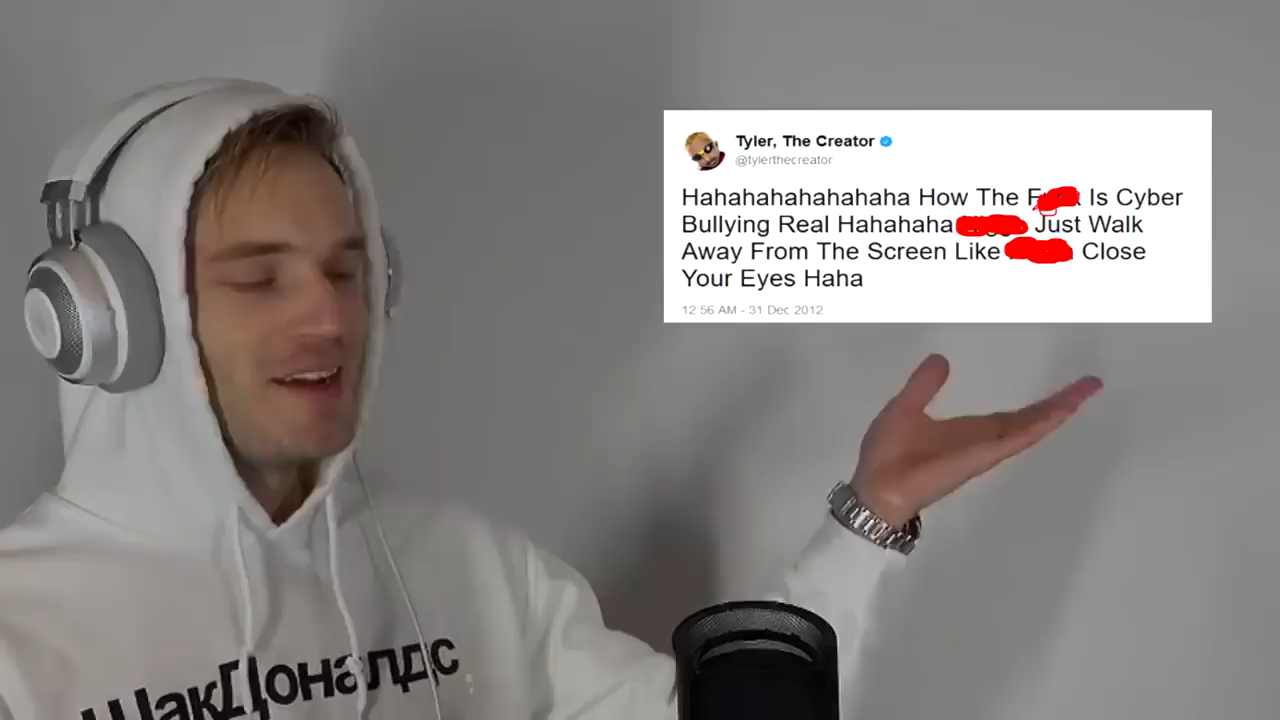 Tyler, The Creator
@tylerthecreator
Hahahahahahahaha How The Is Cyber
Bullying Real Hahahaha Just Walk
Away From The Screen Like Close
Your Eyes Haha
12:56 AM - 31 Dec 2012
МакДоналдс